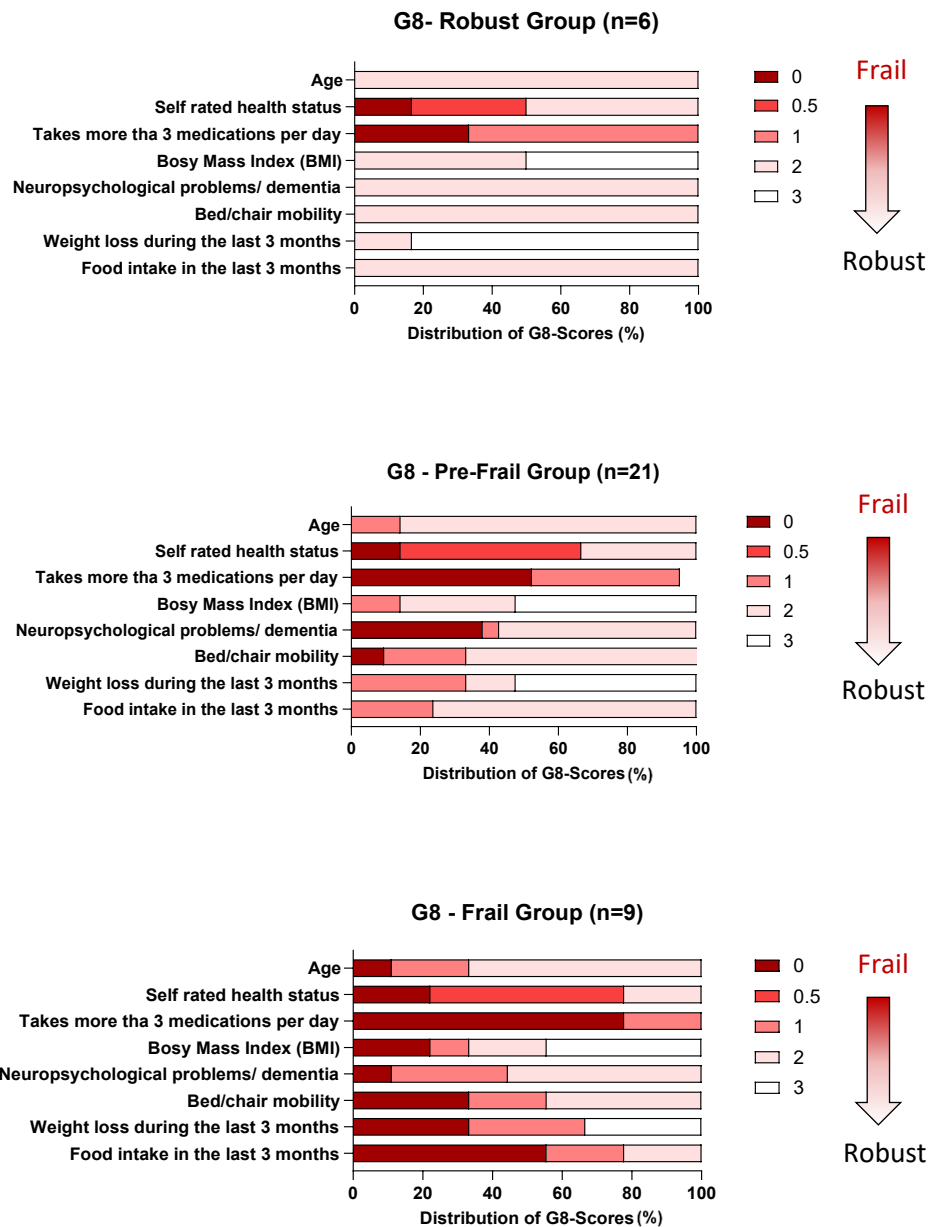 G8- Robust Group (n=6)
Age
Self rated health status
Takes more tha 3 medications per day
Bosy Mass Index (BMI)
Neuropsychological problems/ dementia
Bed/chair mobility
Weight loss during the last 3 months
Food intake in the last 3 months
0 20 40 60 80 100
Distribution of G8-Scores (%)
0
0.5
1
2
3
Frail
Robust
G8 - Pre-Frail Group (n=21)
Age
Self rated health status
Takes more tha 3 medications per day
Bosy Mass Index (BMI)
Neuropsychological problems/ dementia
Bed/chair mobility
Weight loss during the last 3 months
Food intake in the last 3 months
0 20 40 60 80 100
Distribution of G8-Scores (%)
0
0.5
1
2
3
Frail
Robust
G8 - Frail Group (n=9)
Age
Self rated health status
Takes more tha 3 medications per day
Bosy Mass Index (BMI)
Neuropsychological problems/ dementia
Bed/chair mobility
Weight loss during the last 3 months
Food intake in the last 3 months
0 20 40 60 80 100
Distribution of G8-Scores (%)
0
0.5
1
2
3
Frail
Robust